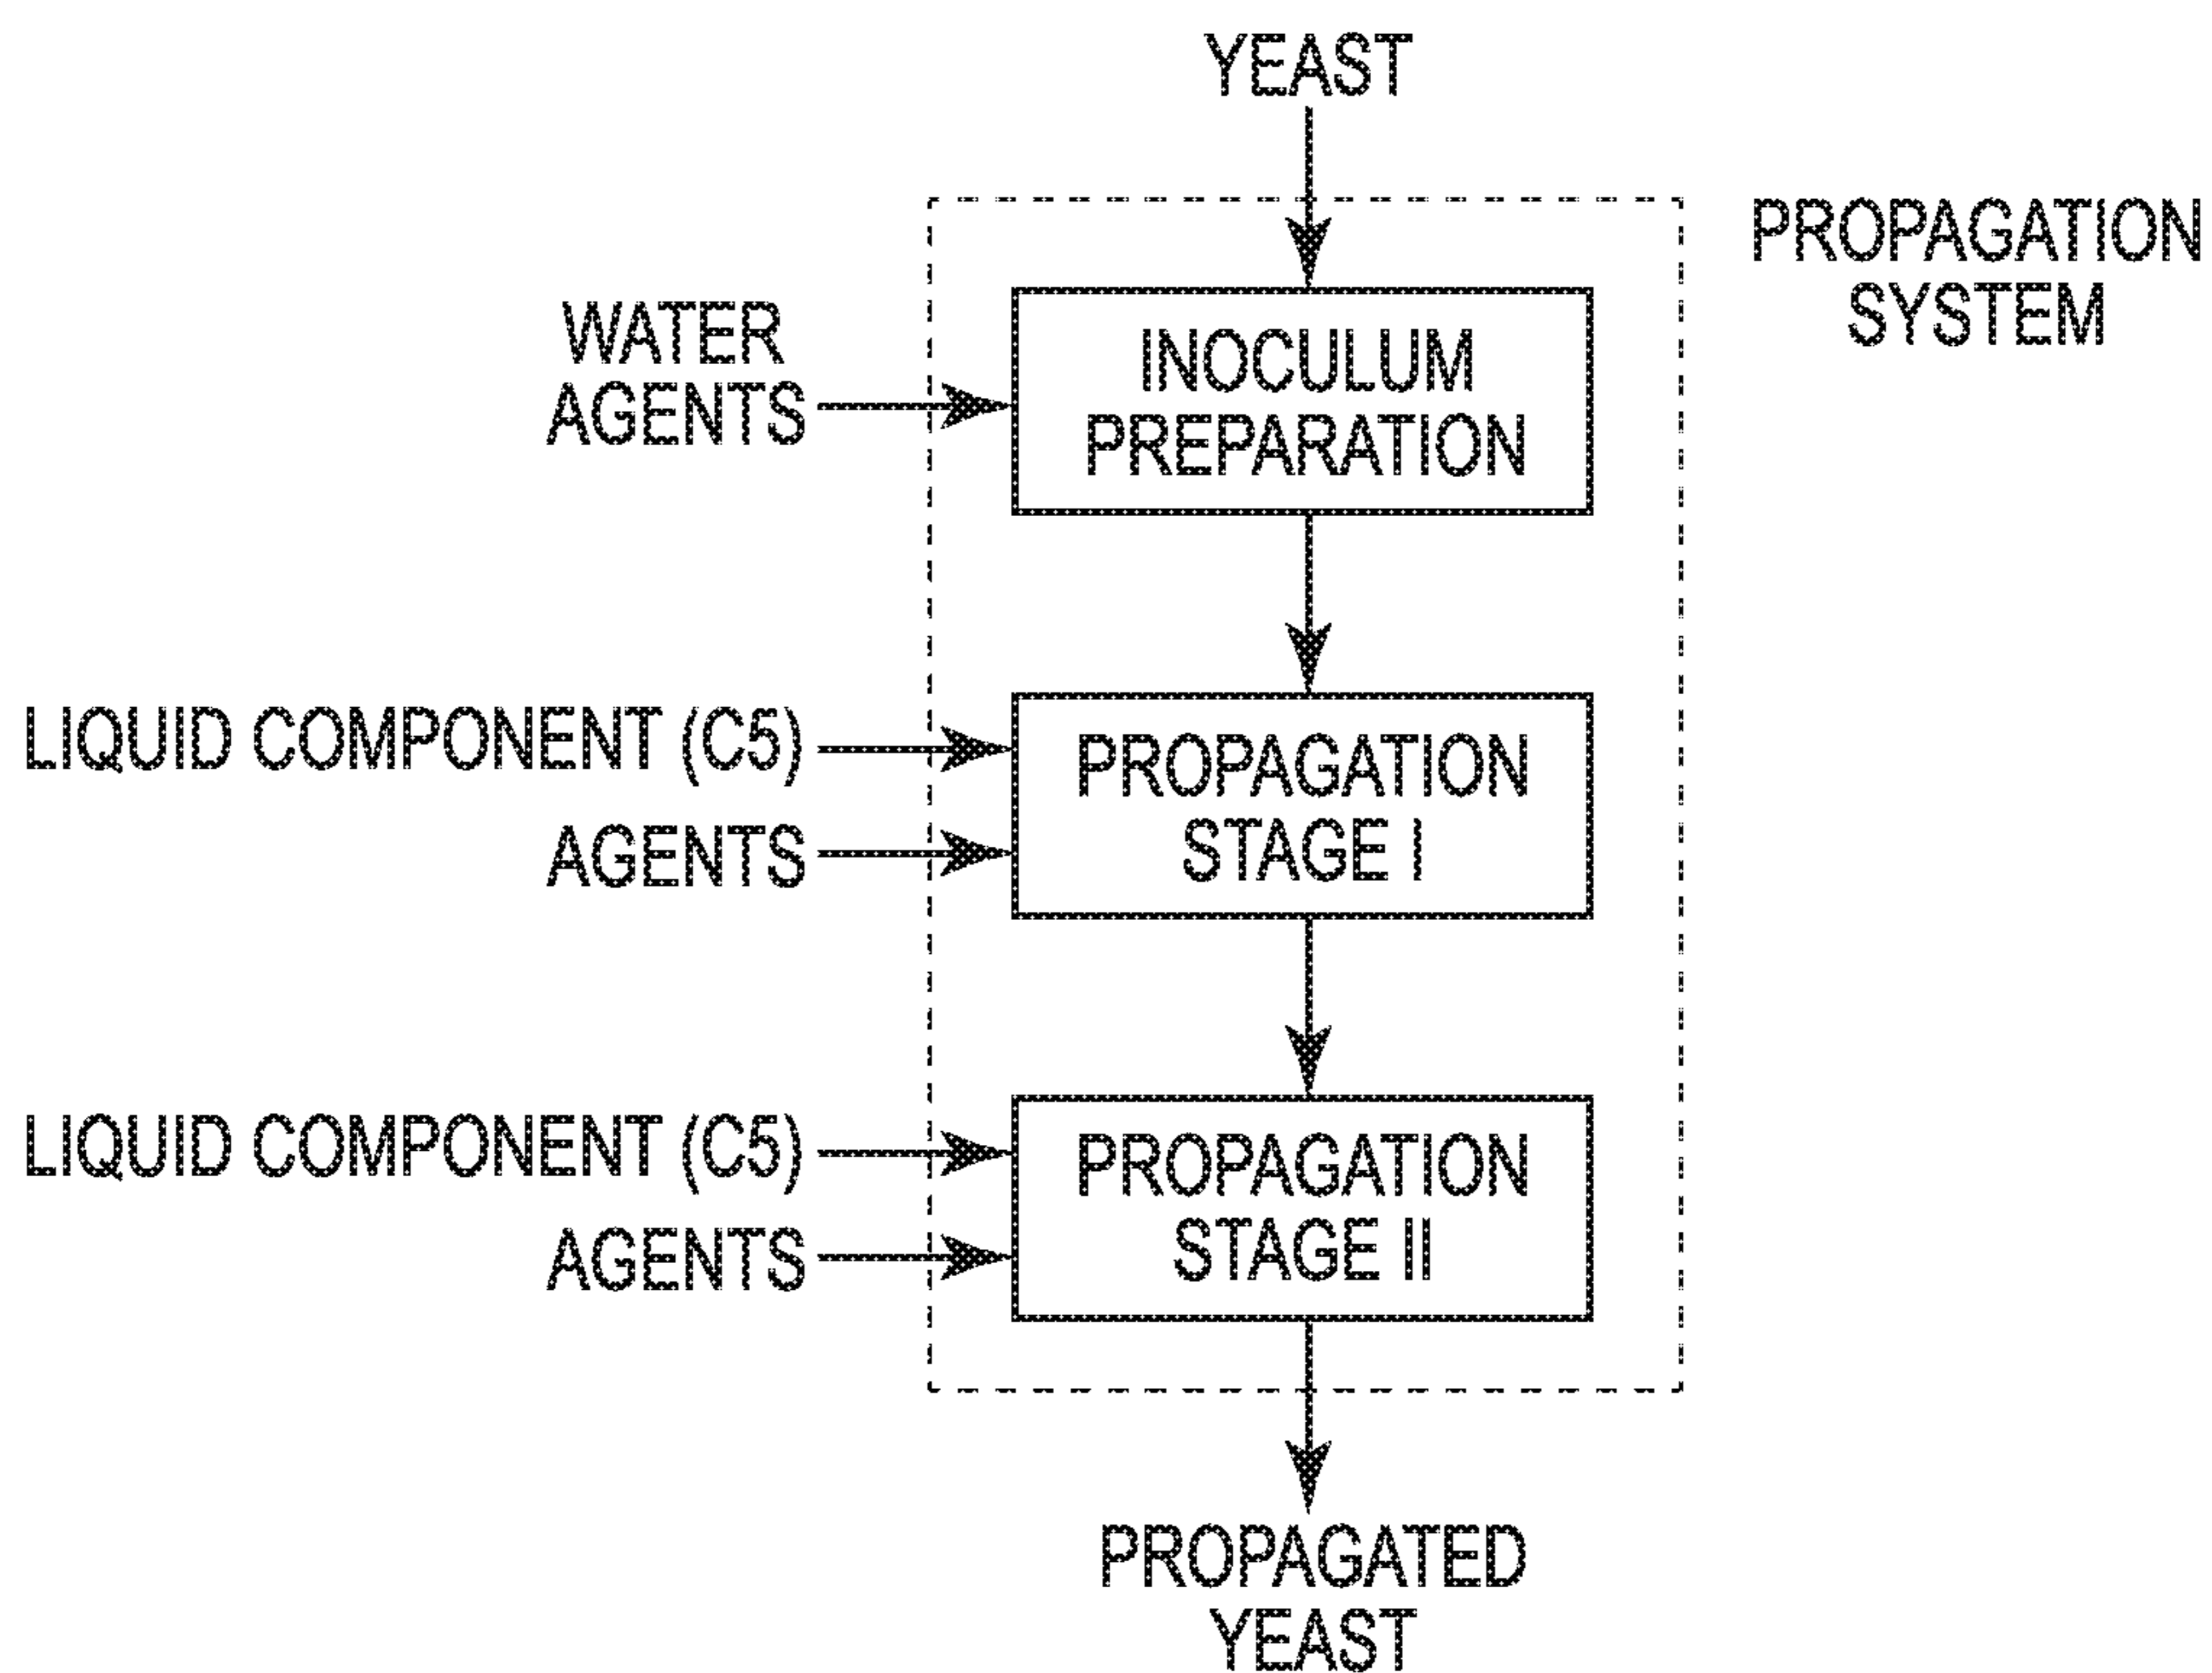 YEAST
PROPAGATION
SYSTEM
WATER
AGENTS
INOCULUM
PREPARATION
LIQUID COMPONENT (C5)
AGENTS
PROPAGATION
STAGE I
LIQUID COMPONENT (C5)
AGENTS
PROPAGATION
STAGE II
PROPAGATED
YEAST